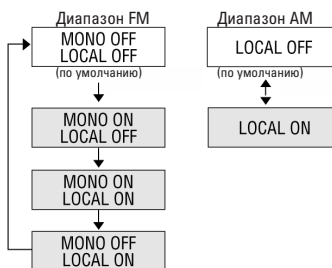 Диапазон FM
MONO OFF
LOCAL OFF
(по умолчанию)
MONO ON
LOCAL OFF
MONO ON
LOCAL ON
MONO OFF
LOCAL ON
Диапазон AM
LOCAL OFF
(по умолчанию)
LOCAL ON